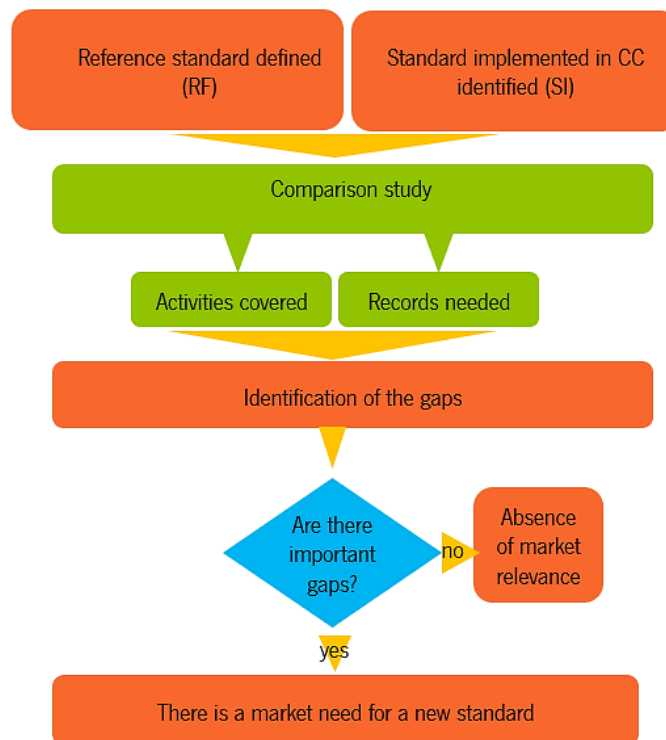 Reference standard defined
(RF)
Standard implemented in CC
identified (SI)
Comparison study
Activities covered
Records needed
Identification of the gaps
Are there
important
gaps?
no
Absence
of market
relevance
yes
There is a market need for a new standard